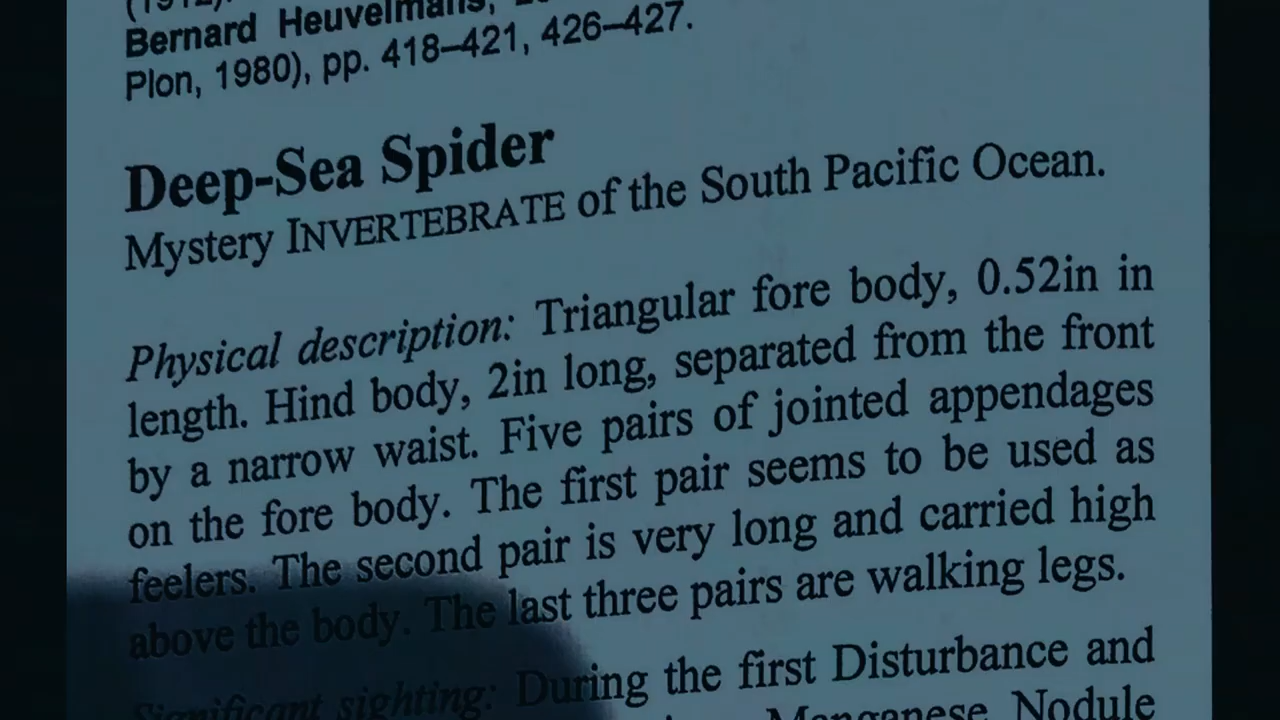 Bernard Heuvelmans,
Plon, 1980), pp. 418–421, 426–427.
Deep-Sea Spider
Mystery INVERTEBRATE of the South Pacific Ocean.
Physical description: Triangular fore body, 0.52in in
length. Hind body, 2in long, separated from the front
by a narrow waist. Five pairs of jointed appendages
on the fore body. The first pair seems to be used as
feelers. The second pair is very long and carried high
above the body. The last three pairs are walking legs.
Significant sighting: During the first Disturbance and
Manganese Nodule